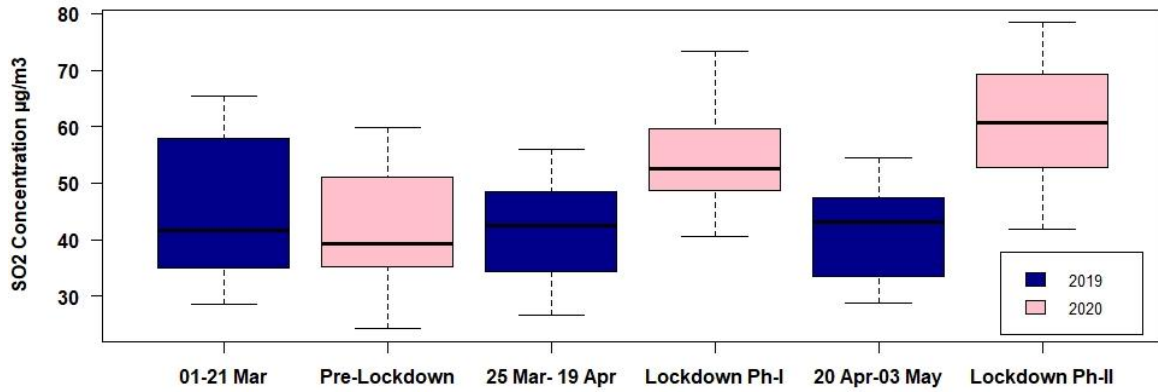 SO2 Concentration µg/m3
80
70
60
50
40
30
01-21 Mar
Pre-Lockdown
25 Mar- 19 Apr
Lockdown Ph-I
20 Apr-03 May
Lockdown Ph-II
2019
2020